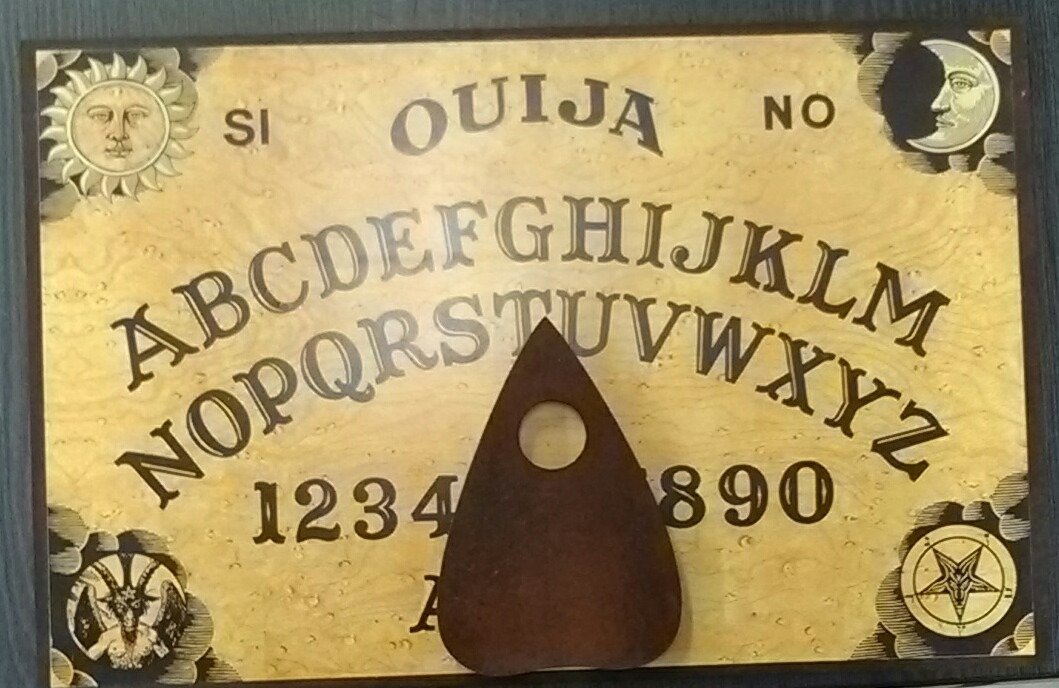 SI OUIJA NO
ABCDEFGHIJKLM
NOPQRSTUVWXYZ
1234 890
A